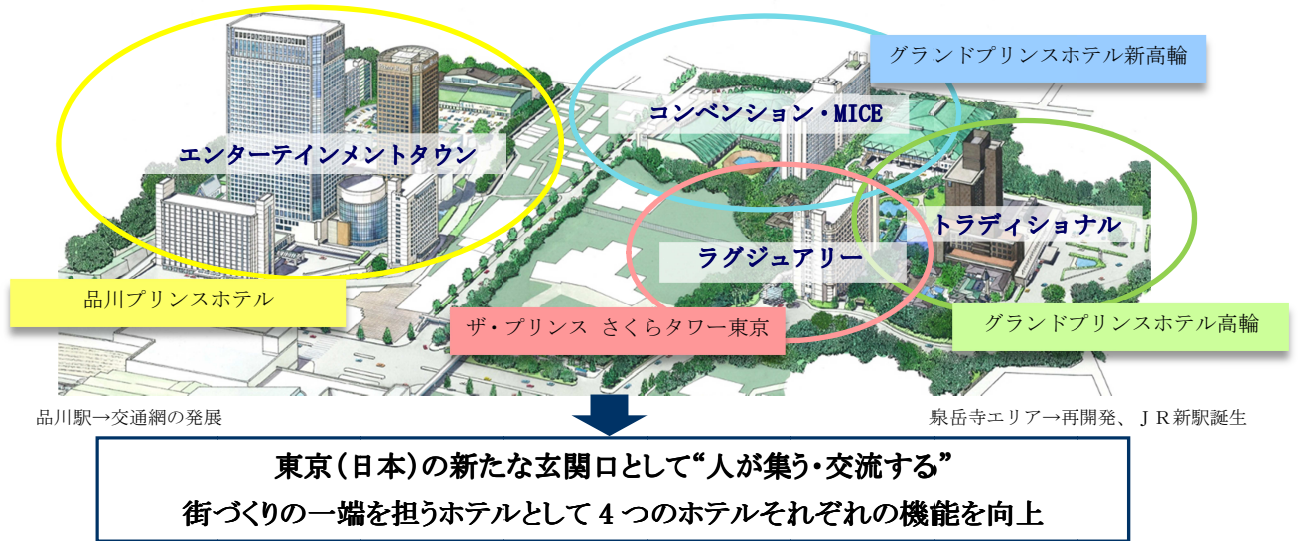 グランドプリンスホテル新高輪
コンベンション・MICE
エンターテインメントタウン
トラディショナル
ラグジュアリー
品川プリンスホテル
ザ・プリンス さくらタワー東京
グランドプリンスホテル高輪
品川駅→交通網の発展
泉岳寺エリア→再開発、ＪＲ新駅誕生
東京（日本）の新たな玄関口として“人が集う・交流する”
街づくりの一端を担うホテルとして４つのホテルそれぞれの機能を向上